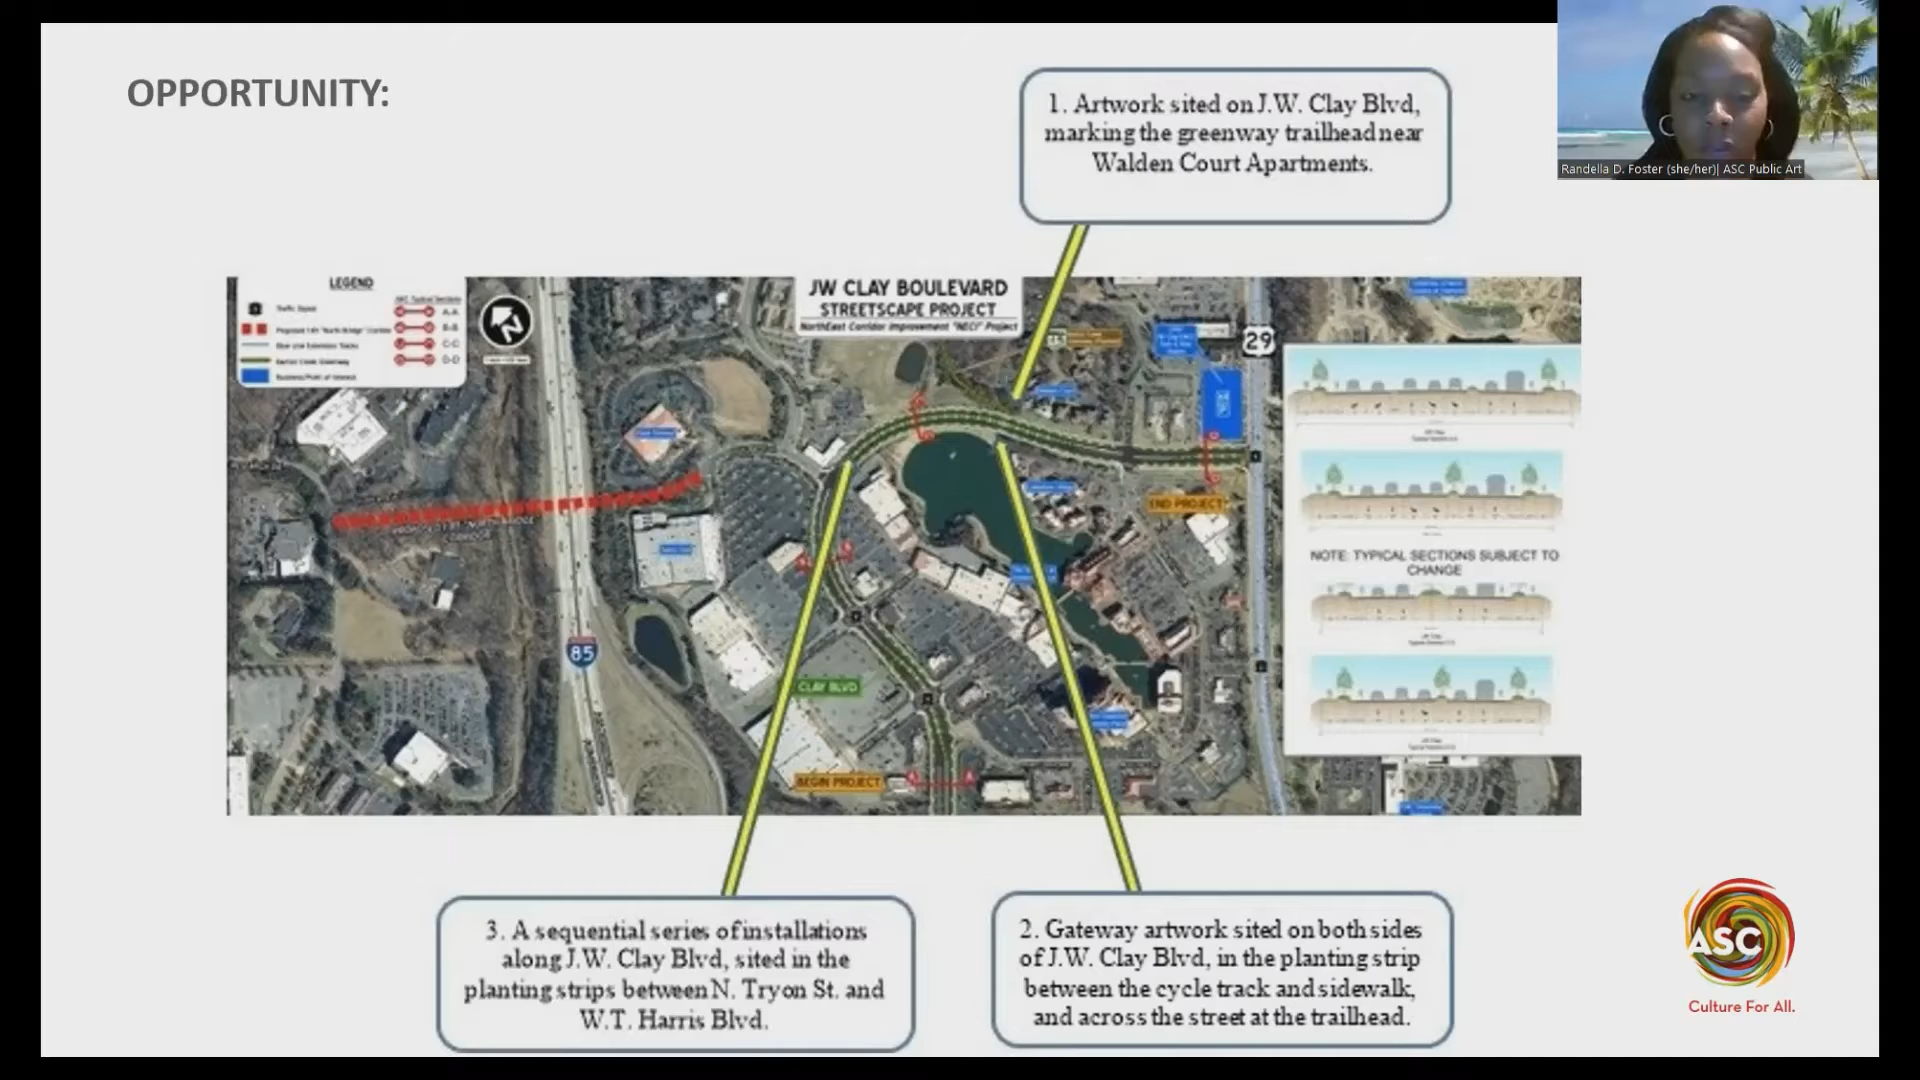 OPPORTUNITY:
1. Artwork sited on J.W. Clay Blvd,
marking the greenway trailhead near
Walden Court Apartments.
Randella D. Foster (she/her)| ASC Public Art
LEGEND
Traffic Signal
JW CLAY BOULEVARD
STREETSCAPE PROJECT
NorthEast Corridor Improvement "NECI" Project
A-A
B-B
C-C
D-D
N
29
END PROJECT
NOTE: TYPICAL SECTIONS SUBJECT TO
CHANGE
85
CLAY BLVD
BEGIN PROJECT
3. A sequential series of installations
along J.W. Clay Blvd, sited in the
planting strips between N. Tryon St. and
W.T. Harris Blvd.
2. Gateway artwork sited on both sides
of J.W. Clay Blvd, in the planting strip
between the cycle track and sidewalk,
and across the street at the trailhead.
ASC
Culture For All.